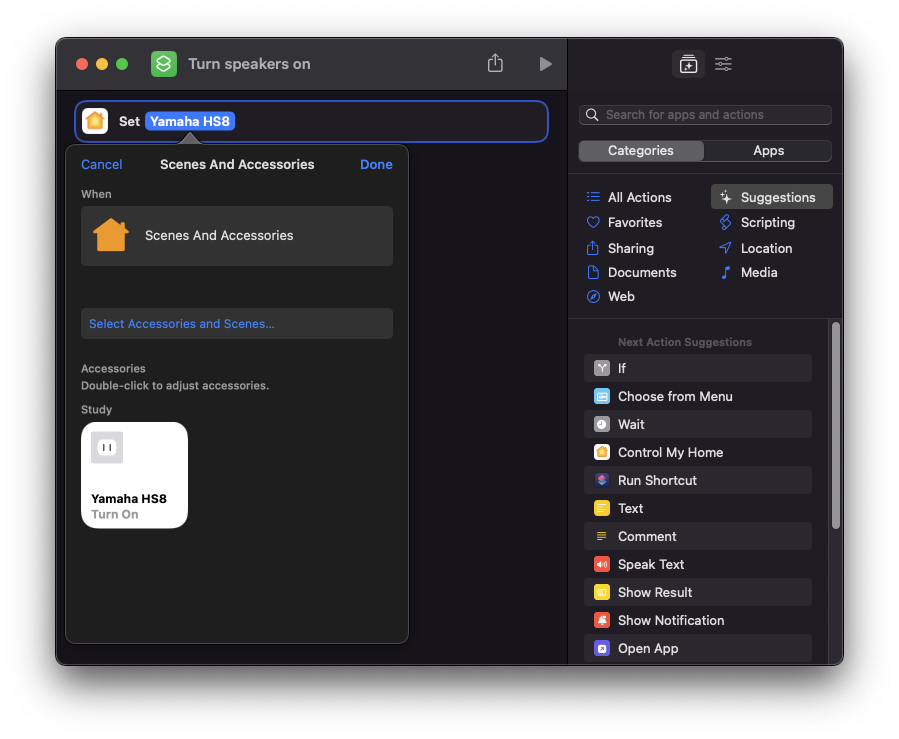 Turn speakers on
Set Yamaha HS8
Cancel
Scenes And Accessories
Done
When
Scenes And Accessories
Select Accessories and Scenes...
Accessories
Double-click to adjust accessories.
Study
Yamaha HS8
Turn On
Search for apps and actions
Categories
Apps
All Actions
Suggestions
Favorites
Scripting
Sharing
Location
Documents
Media
Web
Next Action Suggestions
If
Choose from Menu
Wait
Control My Home
Run Shortcut
Text
Comment
Speak Text
Show Result
Show Notification
Open App